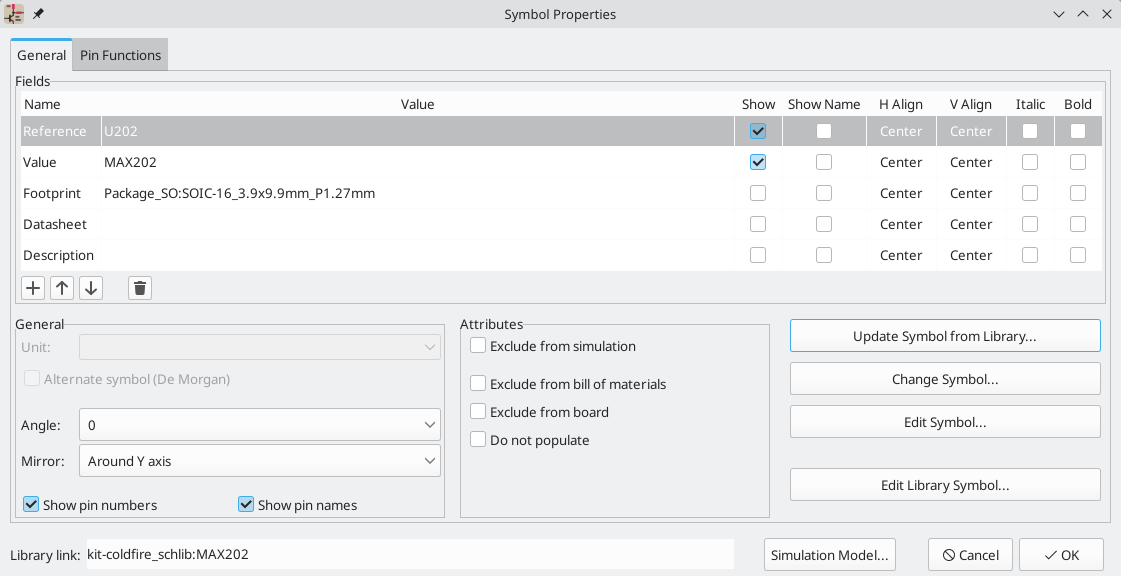 Symbol Properties
General Pin Functions
Fields
Name Value Show Show Name H Align V Align Italic Bold
Reference U202 Center Center
Value MAX202 Center Center
Footprint Package_SO:SOIC-16_3.9x9.9mm_P1.27mm Center Center
Datasheet Center Center
Description Center Center
General
Unit:
Alternate symbol (De Morgan)
Angle: 0
Mirror: Around Y axis
Show pin numbers Show pin names
Attributes
Exclude from simulation
Exclude from bill of materials
Exclude from board
Do not populate
Update Symbol from Library...
Change Symbol...
Edit Symbol...
Edit Library Symbol...
Library link: kit-coldfire_schlib:MAX202
Simulation Model... Cancel OK